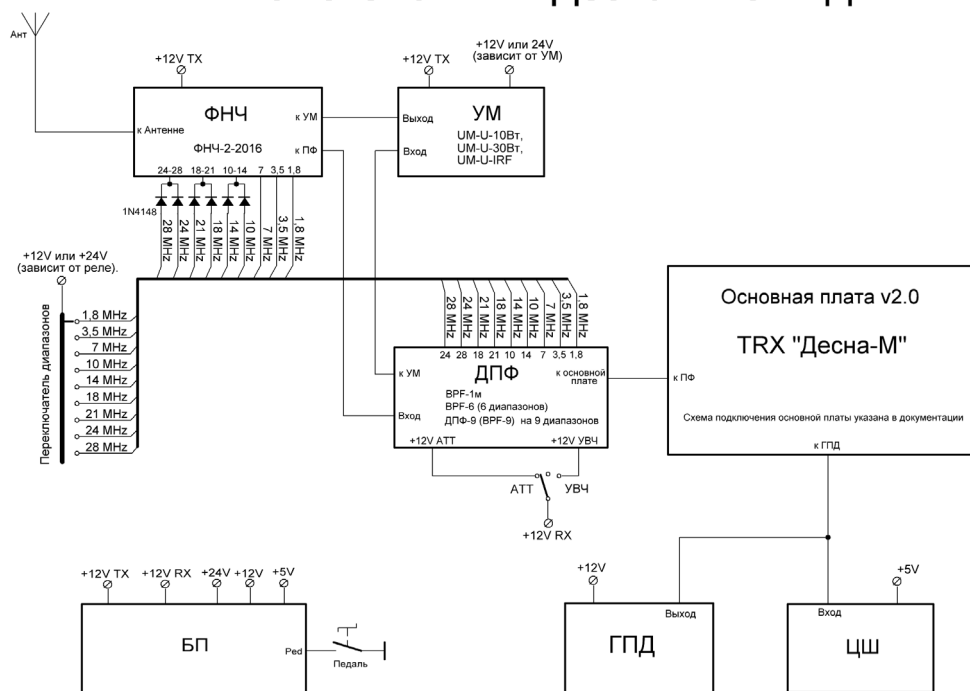 Ант
+12V TX
ФНЧ
к УМ
к Антенне
ФНЧ-2-2016
к ПФ
24-28 18-21 10-14 7 3,5 1,8
1N4148
28 MHz
24 MHz
21 MHz
18 MHz
14 MHz
10 MHz
7 MHz
3,5 MHz
1,8 MHz
+12V TX
+12V или 24V
(зависит от УМ)
УМ
Выход
UM-U-10Вт,
UM-U-30Вт,
UM-U-IRF
Вход
+12V или +24V
(зависит от реле).
Переключатель диапазонов
1,8 MHz
3,5 MHz
7 MHz
10 MHz
14 MHz
18 MHz
21 MHz
24 MHz
28 MHz
28 MHz
24 MHz
21 MHz
18 MHz
14 MHz
10 MHz
7 MHz
3,5 MHz
1,8 MHz
24 28 18 21 10 14 7 3,5 1,8
к УМ
ДПФ
к основной
плате
BPF-1м
BPF-6 (6 диапазонов)
Вход
ДПФ-9 (BPF-9) на 9 диапазонов
+12V АТТ
+12V УВЧ
АТТ
УВЧ
+12V RX
Основная плата v2.0
TRX "Десна-М"
к ПФ
Схема подключения основной платы указана в документации
к ГПД
+12V TX +12V RX +24V +12V +5V
БП
Ped
Педаль
+12V
Выход
ГПД
+5V
Вход
ЦШ